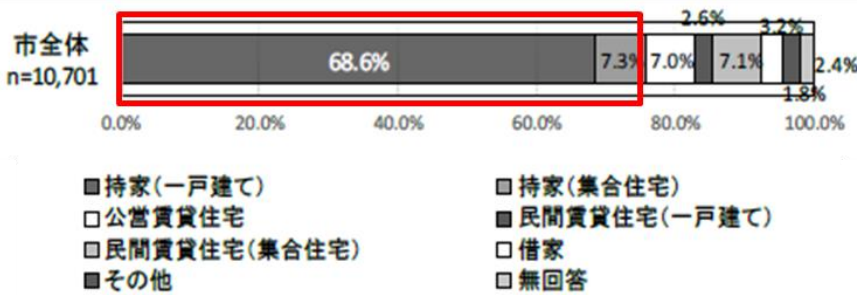 2.6%
3.2%
市全体
n=10,701
68.6%
7.3%
7.0%
7.1%
2.4%
1.8%
0.0% 20.0% 40.0% 60.0% 80.0% 100.0%
■持家(一戸建て) ■持家(集合住宅)
□公営賃貸住宅 ■民間賃貸住宅(一戸建て)
■民間賃貸住宅(集合住宅) □借家
■その他 ■無回答